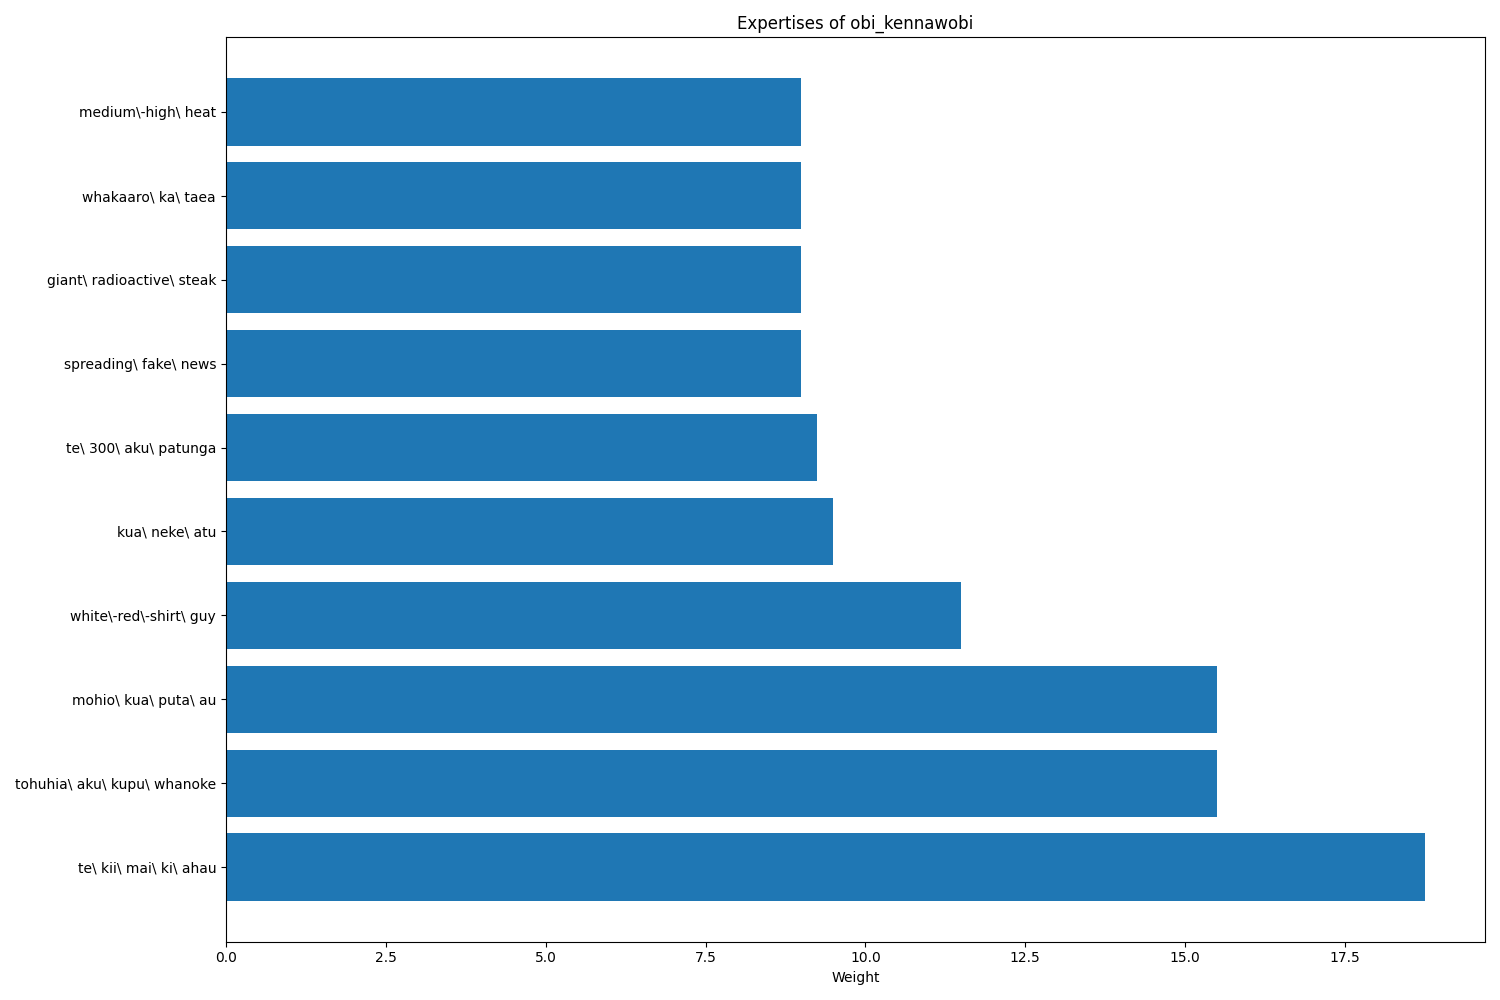 Expertises of obi_kennawobi
medium\-high\ heat
whakaaro\ ka\ taea
giant\ radioactive\ steak
spreading\ fake\ news
te\ 300\ aku\ patunga
kua\ neke\ atu
white\-red\-shirt\ guy
mohio\ kua\ puta\ au
tohuhia\ aku\ kupu\ whanoke
te\ kii\ mai\ ki\ ahau
0.0 2.5 5.0 7.5 10.0 12.5 15.0 17.5
Weight